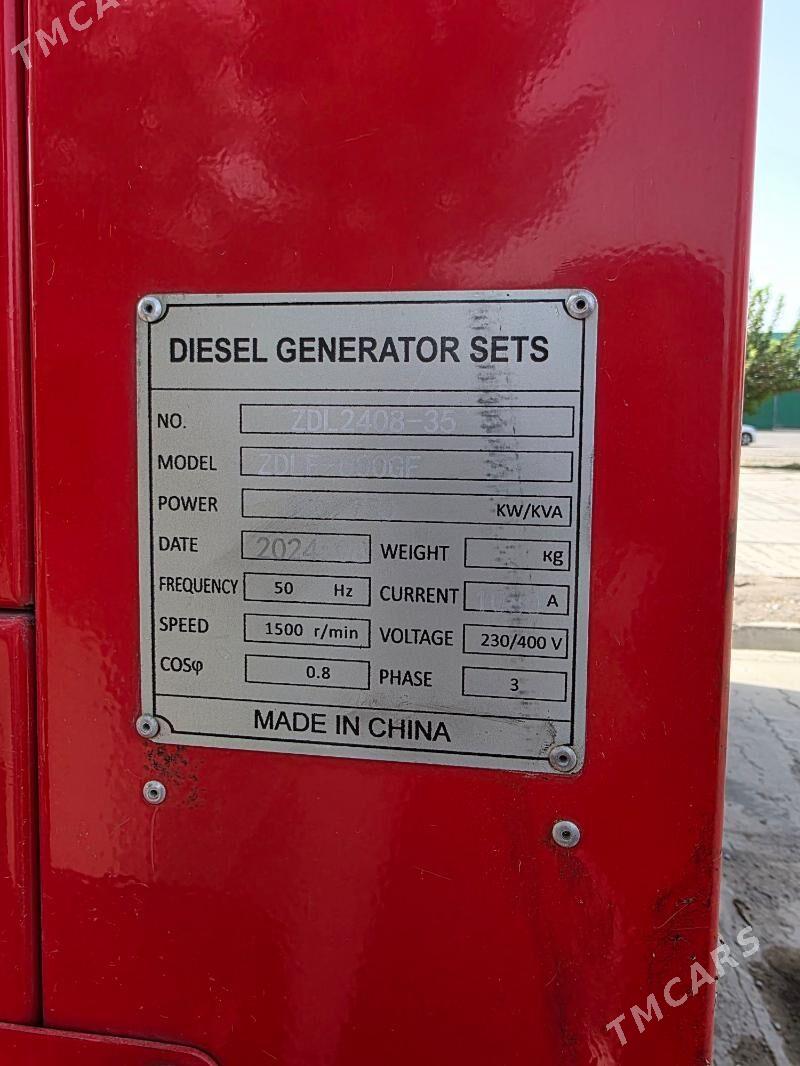 TMCARS
DIESEL GENERATOR SETS
NO. ZDL2408-35
MODEL
POWER KW/KVA
DATE 2024 WEIGHT Kg
FREQUENCY 50 Hz CURRENT A
SPEED 1500 r/min VOLTAGE 230/400 V
COSφ 0.8 PHASE 3
MADE IN CHINA
TMCARS